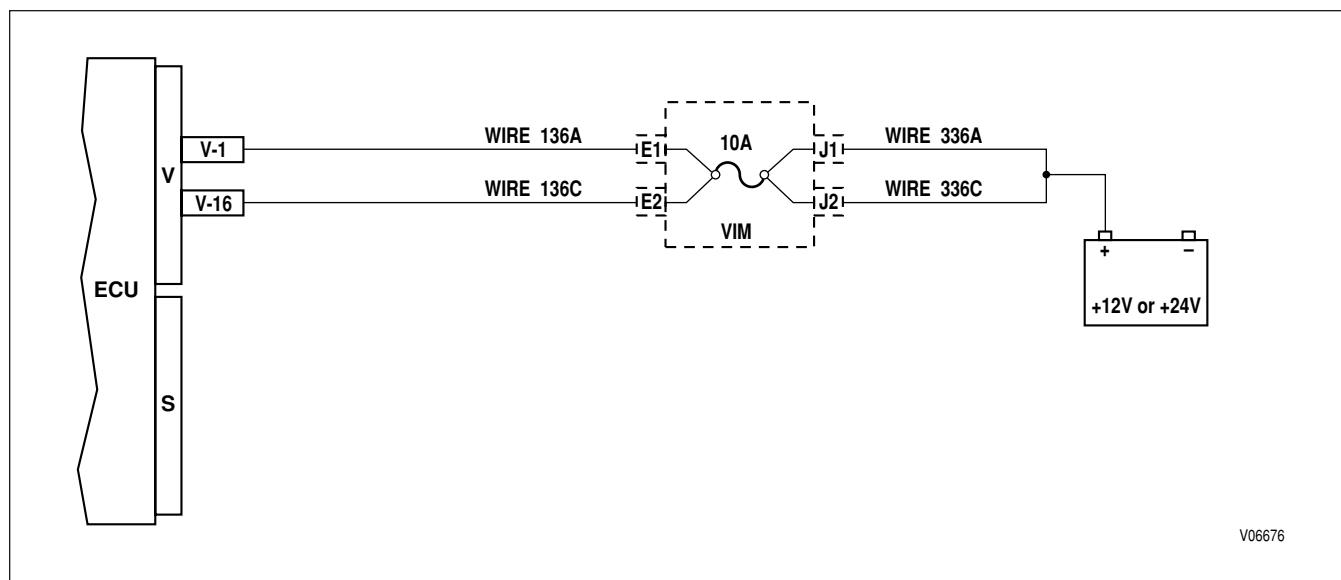 WIRE 136A
10A
WIRE 336A
V-1
E1
J1
V
WIRE 136C
WIRE 336C
V-16
E2
J2
VIM
+ −
ECU
+12V or +24V
S
V06676